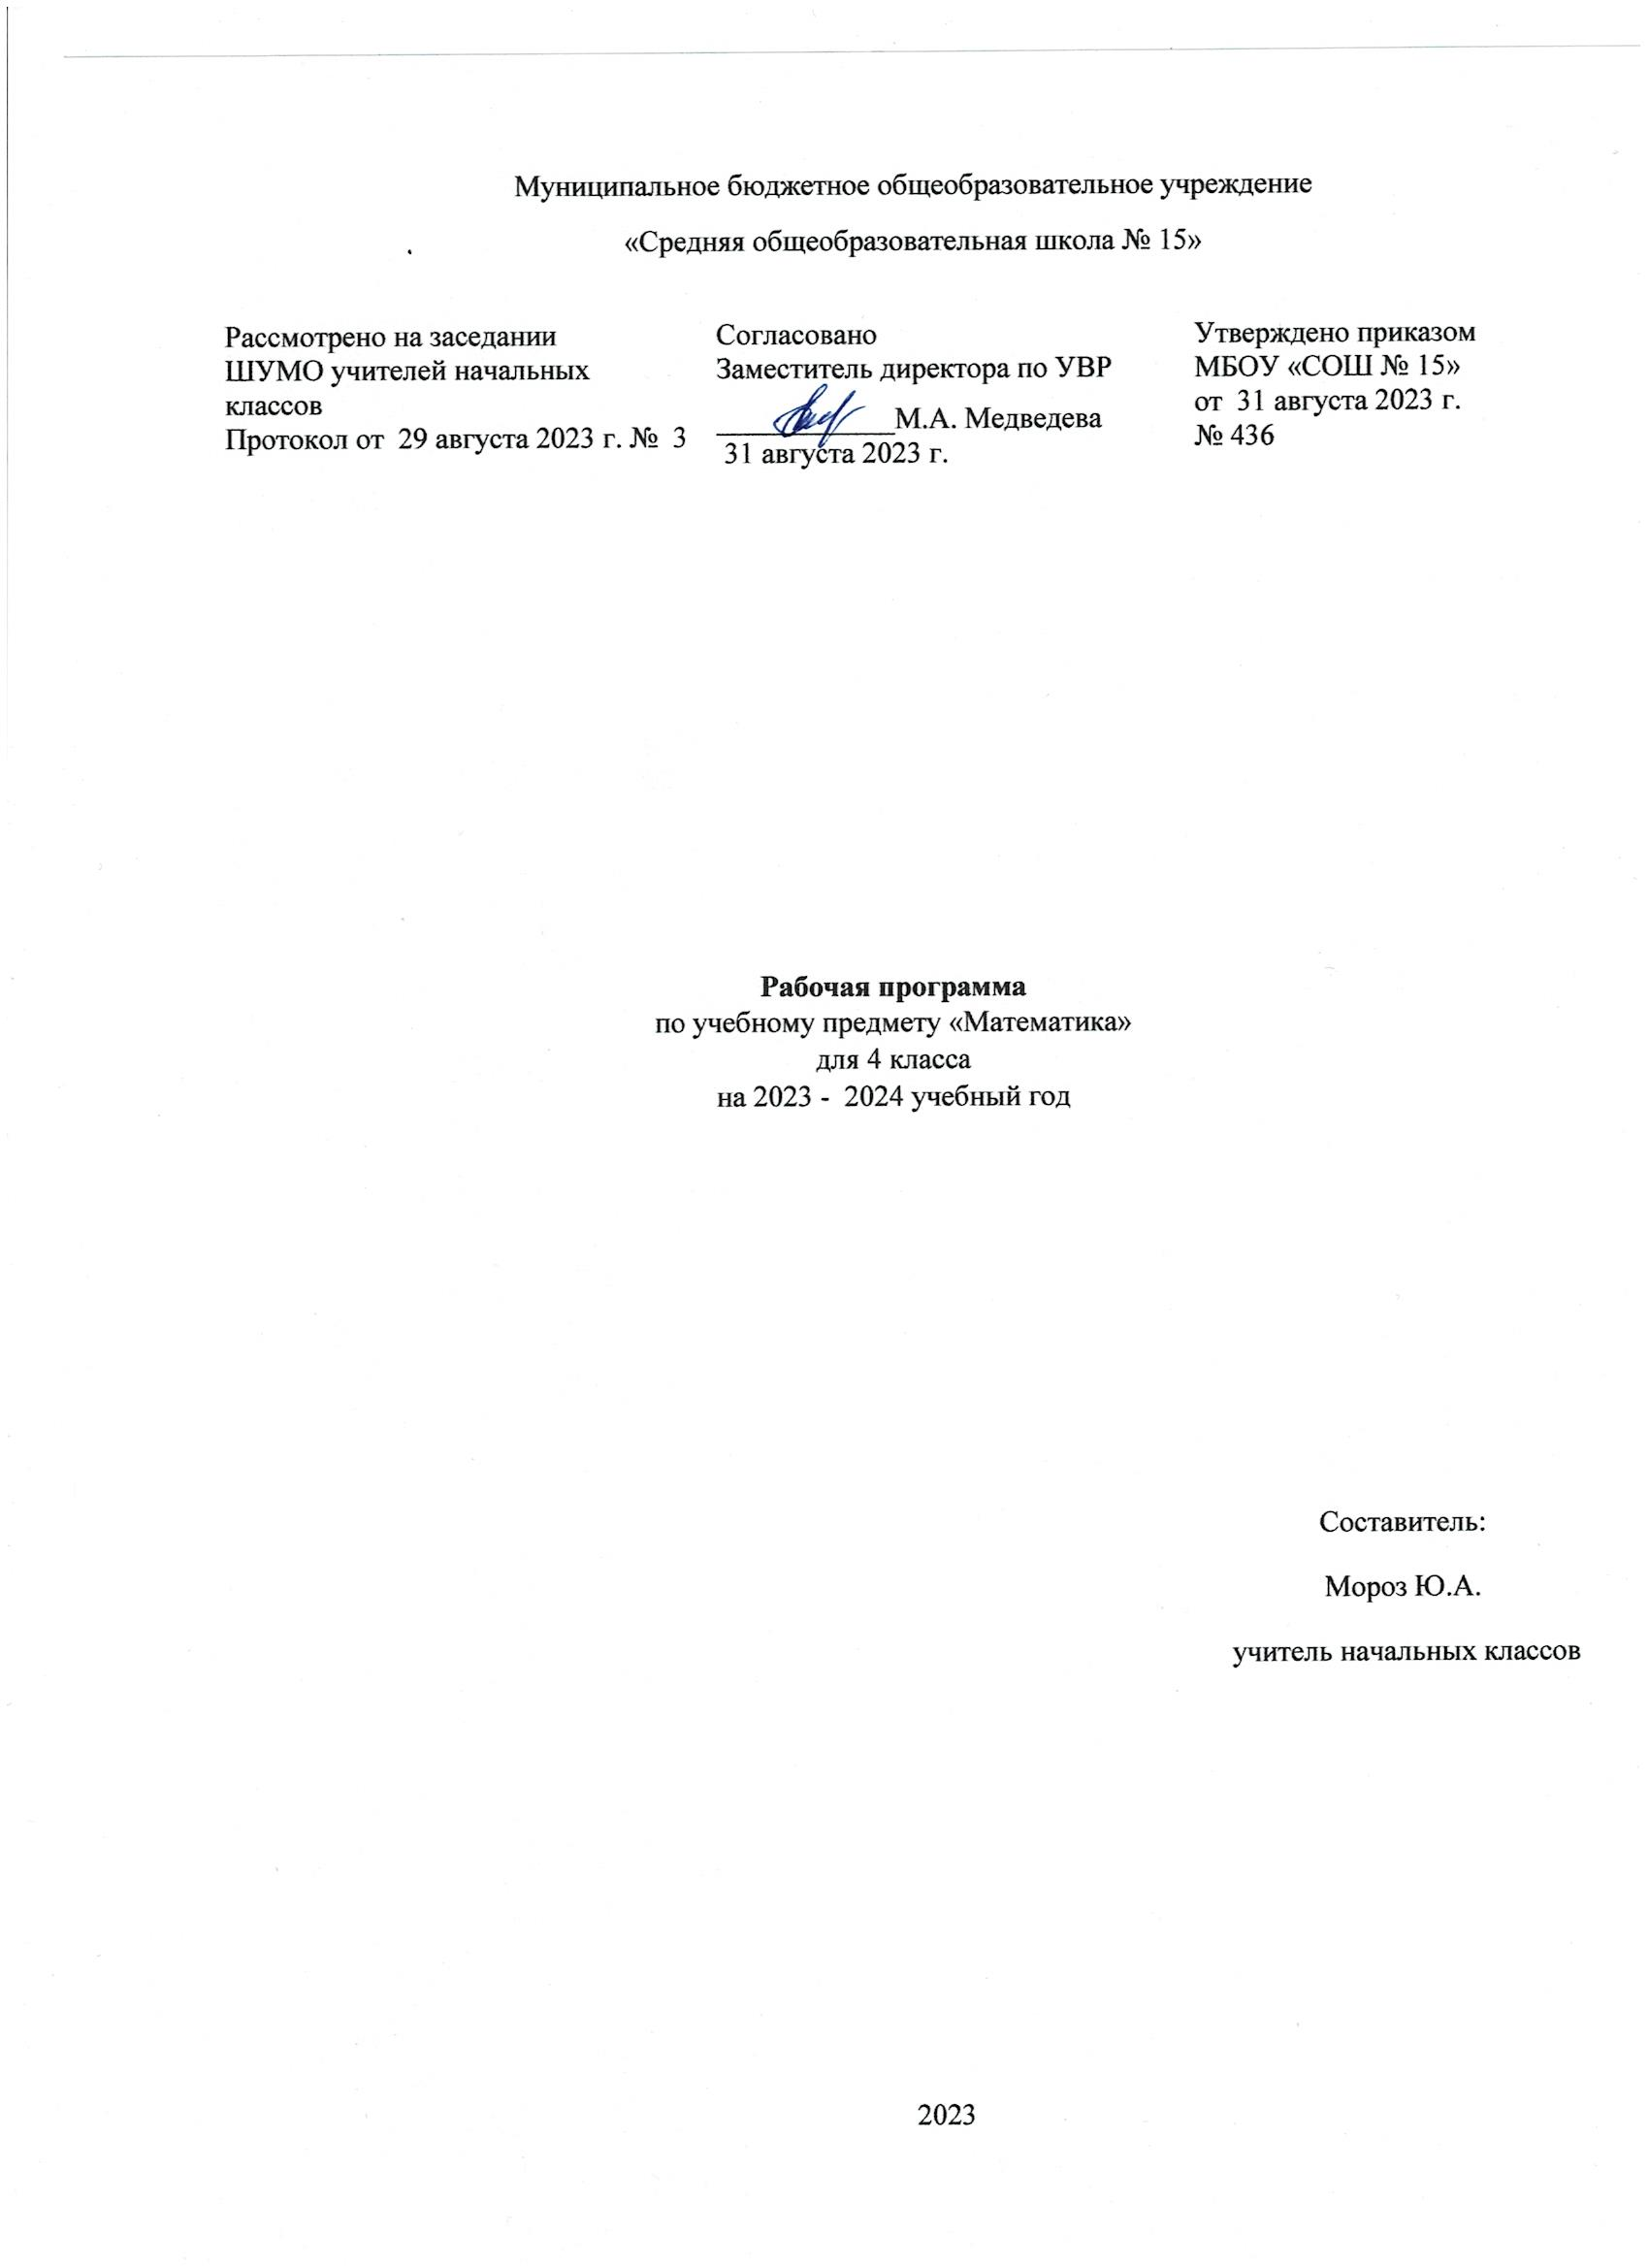 Муниципальное бюджетное общеобразовательное учреждение
«Средняя общеобразовательная школа № 15»
Рассмотрено на заседании
ШУМО учителей начальных
классов
Протокол от 29 августа 2023 г. № 3
Согласовано
Заместитель директора по УВР
____________М.А. Медведева
31 августа 2023 г.
Утверждено приказом
МБОУ «СОШ № 15»
от 31 августа 2023 г.
№ 436
Рабочая программа
по учебному предмету «Математика»
для 4 класса
на 2023 - 2024 учебный год
Составитель:
Мороз Ю.А.
учитель начальных классов
2023